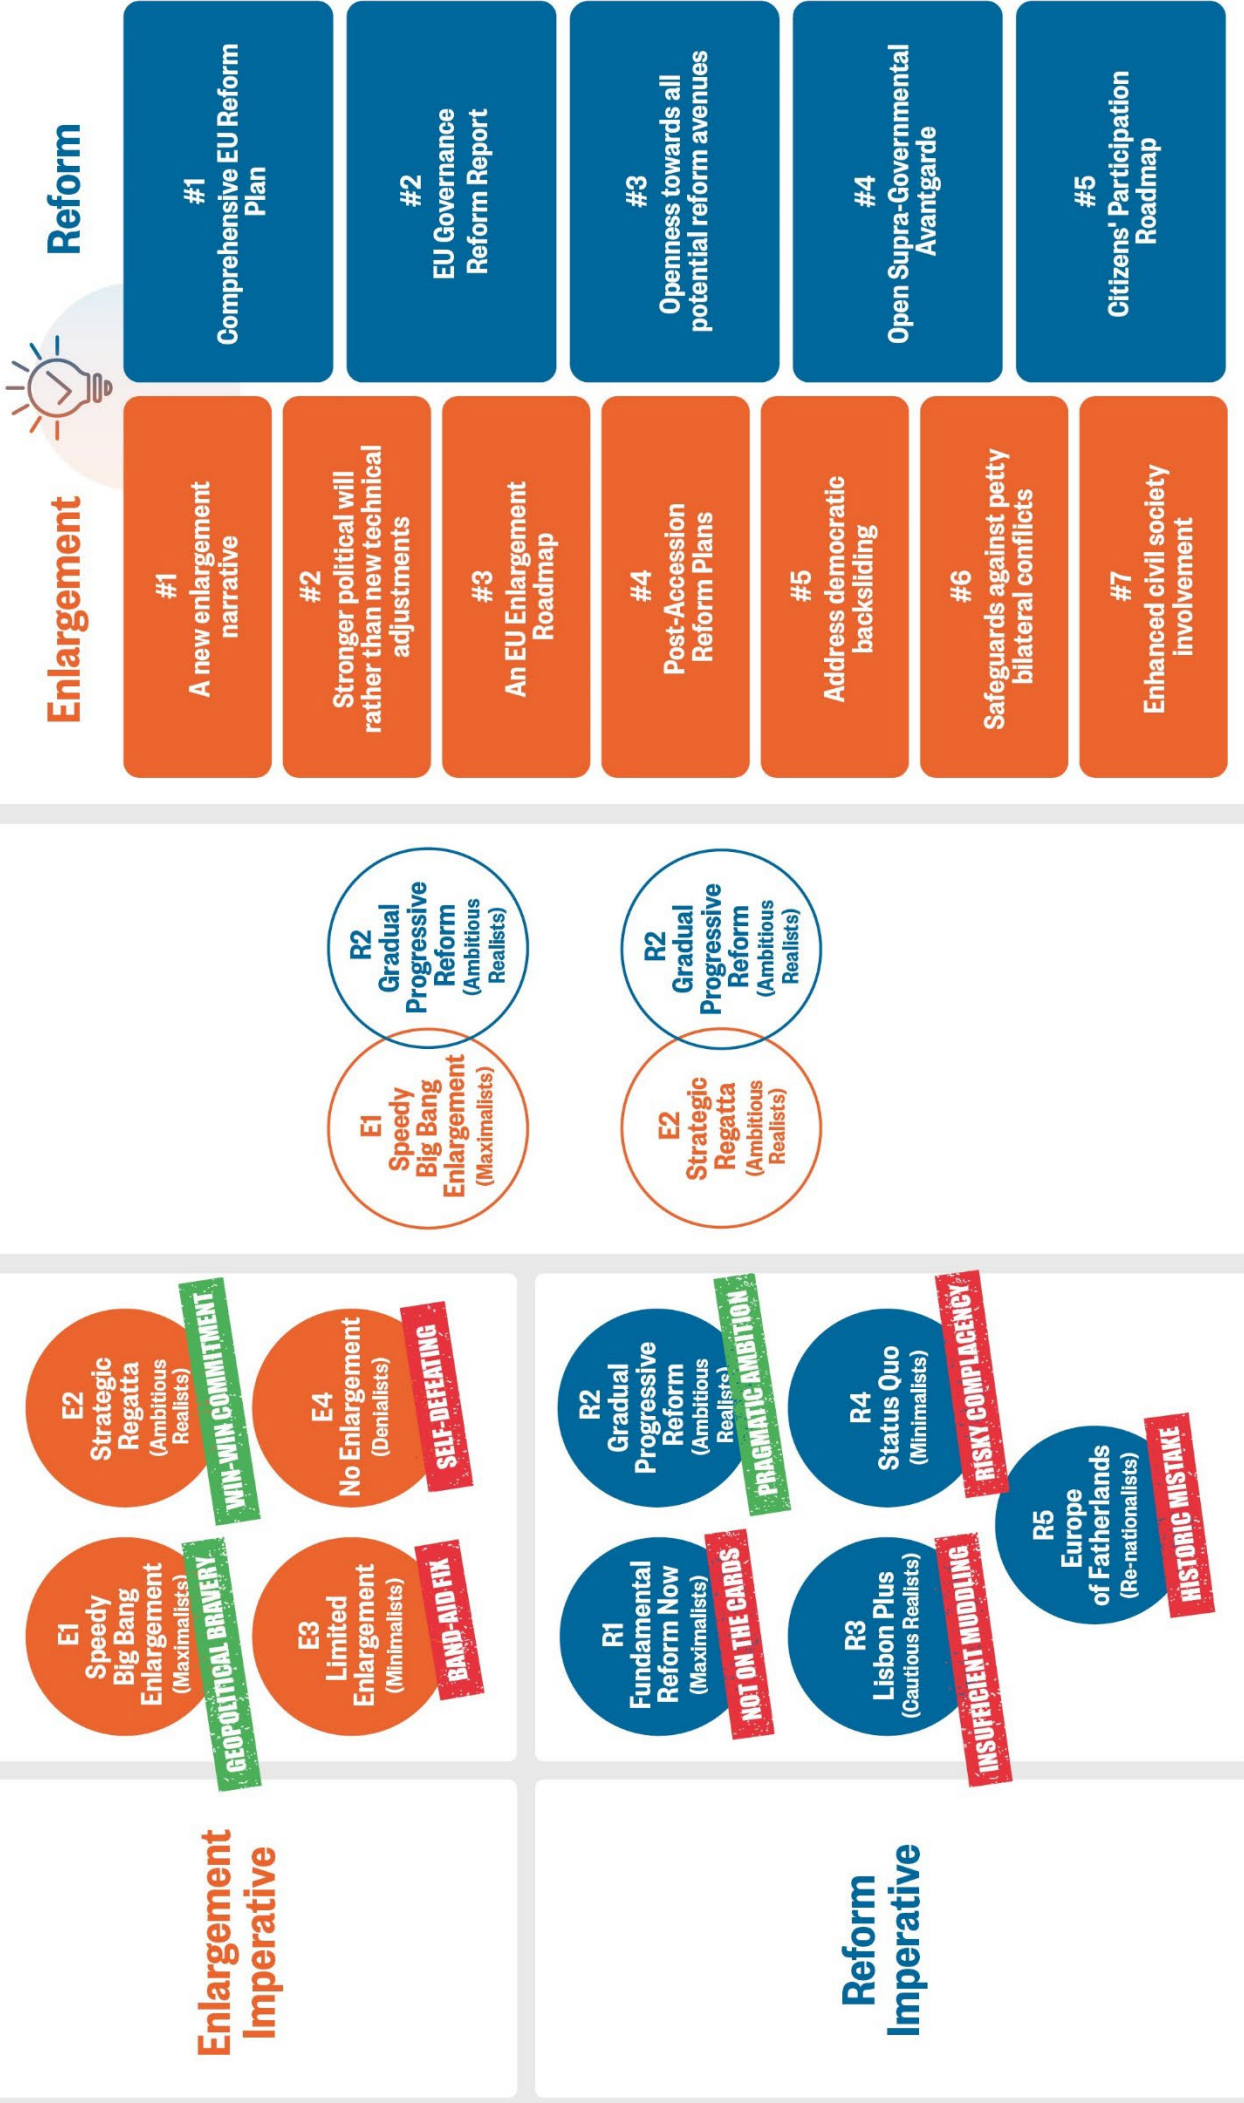 Enlargement
Imperative
E1
Speedy
Big Bang
Enlargement
(Maximalists)
GEOPOLITICAL BRAVERY
E2
Strategic
Regatta
(Ambitious
Realists)
WIN-WIN COMMITMENT
E3
Limited
Enlargement
(Minimalists)
BAND-AID FIX
E4
No Enlargement
(Denialists)
SELF-DEFEATING
Reform
Imperative
R1
Fundamental
Reform Now
(Maximalists)
NOT ON THE CARDS
R2
Gradual
Progressive
Reform
(Ambitious
Realists)
PRAGMATIC AMBITION
R3
Lisbon Plus
(Cautious Realists)
INSUFFICIENT MUDDLING
R4
Status Quo
(Minimalists)
RISKY COMPLACENCY
R5
Europe
of Fatherlands
(Re-nationalists)
HISTORIC MISTAKE
E1
Speedy
Big Bang
Enlargement
(Maximalists)
R2
Gradual
Progressive
Reform
(Ambitious
Realists)
E2
Strategic
Regatta
(Ambitious
Realists)
R2
Gradual
Progressive
Reform
(Ambitious
Realists)
Enlargement
#1
A new enlargement
narrative
#2
Stronger political will
rather than new technical
adjustments
#3
An EU Enlargement
Roadmap
#4
Post-Accession
Reform Plans
#5
Address democratic
backsliding
#6
Safeguards against petty
bilateral conflicts
#7
Enhanced civil society
involvement
Reform
#1
Comprehensive EU Reform
Plan
#2
EU Governance
Reform Report
#3
Openness towards all
potential reform avenues
#4
Open Supra-Governmental
Avantgarde
#5
Citizens' Participation
Roadmap